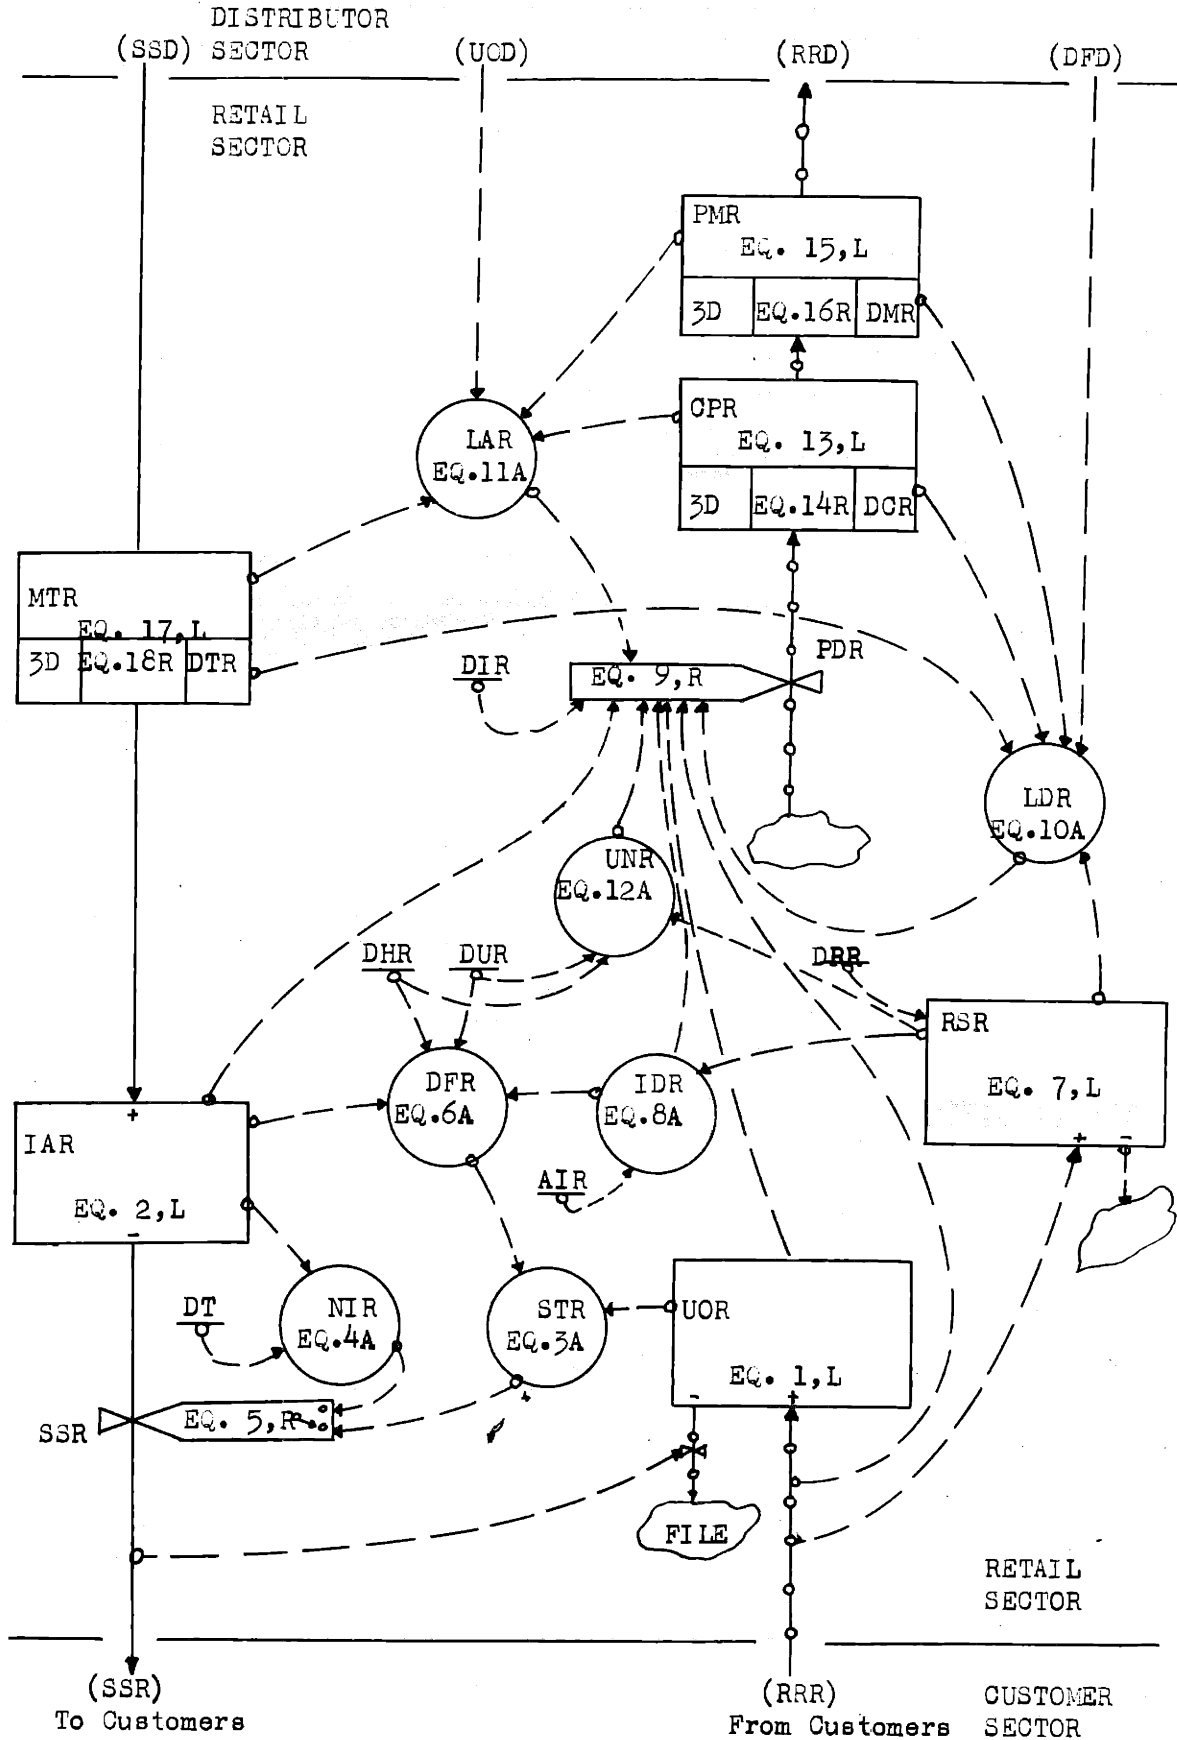 DISTRIBUTOR
(SSD) SECTOR (UOD) (RRD) (DFD)
RETAIL
SECTOR
PMR
EQ. 15,L
3D EQ.16R DMR
CPR
EQ. 13,L
3D EQ.14R DCR
LAR
EQ.11A
MTR
EQ. 17,L
3D EQ.18R DTR
DIR
EQ. 9,R
PDR
LDR
EQ.10A
UNR
EQ.12A
DHR DUR DRR
RSR
EQ. 7,L
+ -
DFR
EQ.6A
IDR
EQ.8A
AIR
+
IAR
EQ. 2,L
-
DT
NIR
EQ.4A
STR
EQ.3A
UOR
EQ. 1,L
- +
SSR EQ. 5,R
FILE
RETAIL
SECTOR
(SSR)
To Customers
(RRR)
From Customers
CUSTOMER
SECTOR